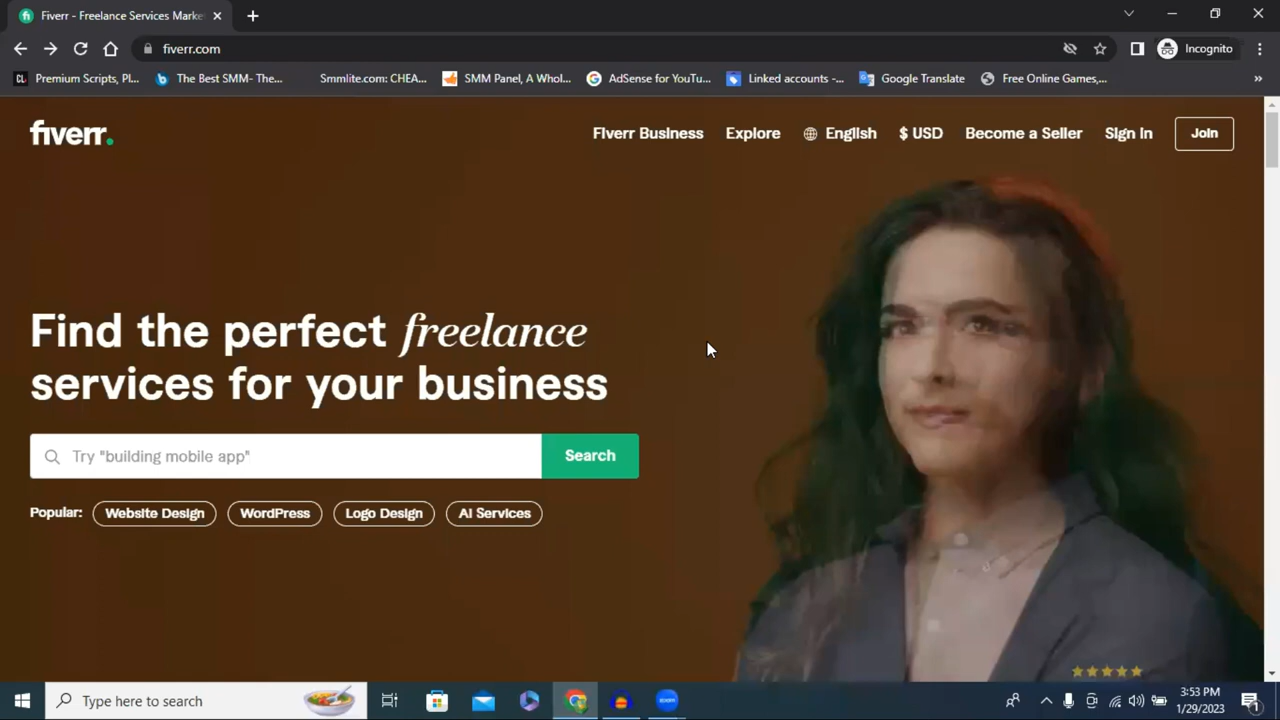 Fiverr - Freelance Services Marke
fiverr.com
Incognito
CL Premium Scripts, Pl...
The Best SMM- The...
Smmlite.com: CHEA...
SMM Panel, A Whol...
AdSense for YouTu...
Linked accounts -...
Google Translate
Free Online Games,...
fiverr.
Fiverr Business
Explore
English
$ USD
Become a Seller
Sign In
Join
Find the perfect freelance
services for your business
Try "building mobile app"
Search
Popular:
Website Design
WordPress
Logo Design
AI Services
Type here to search
3:53 PM
1/29/2023